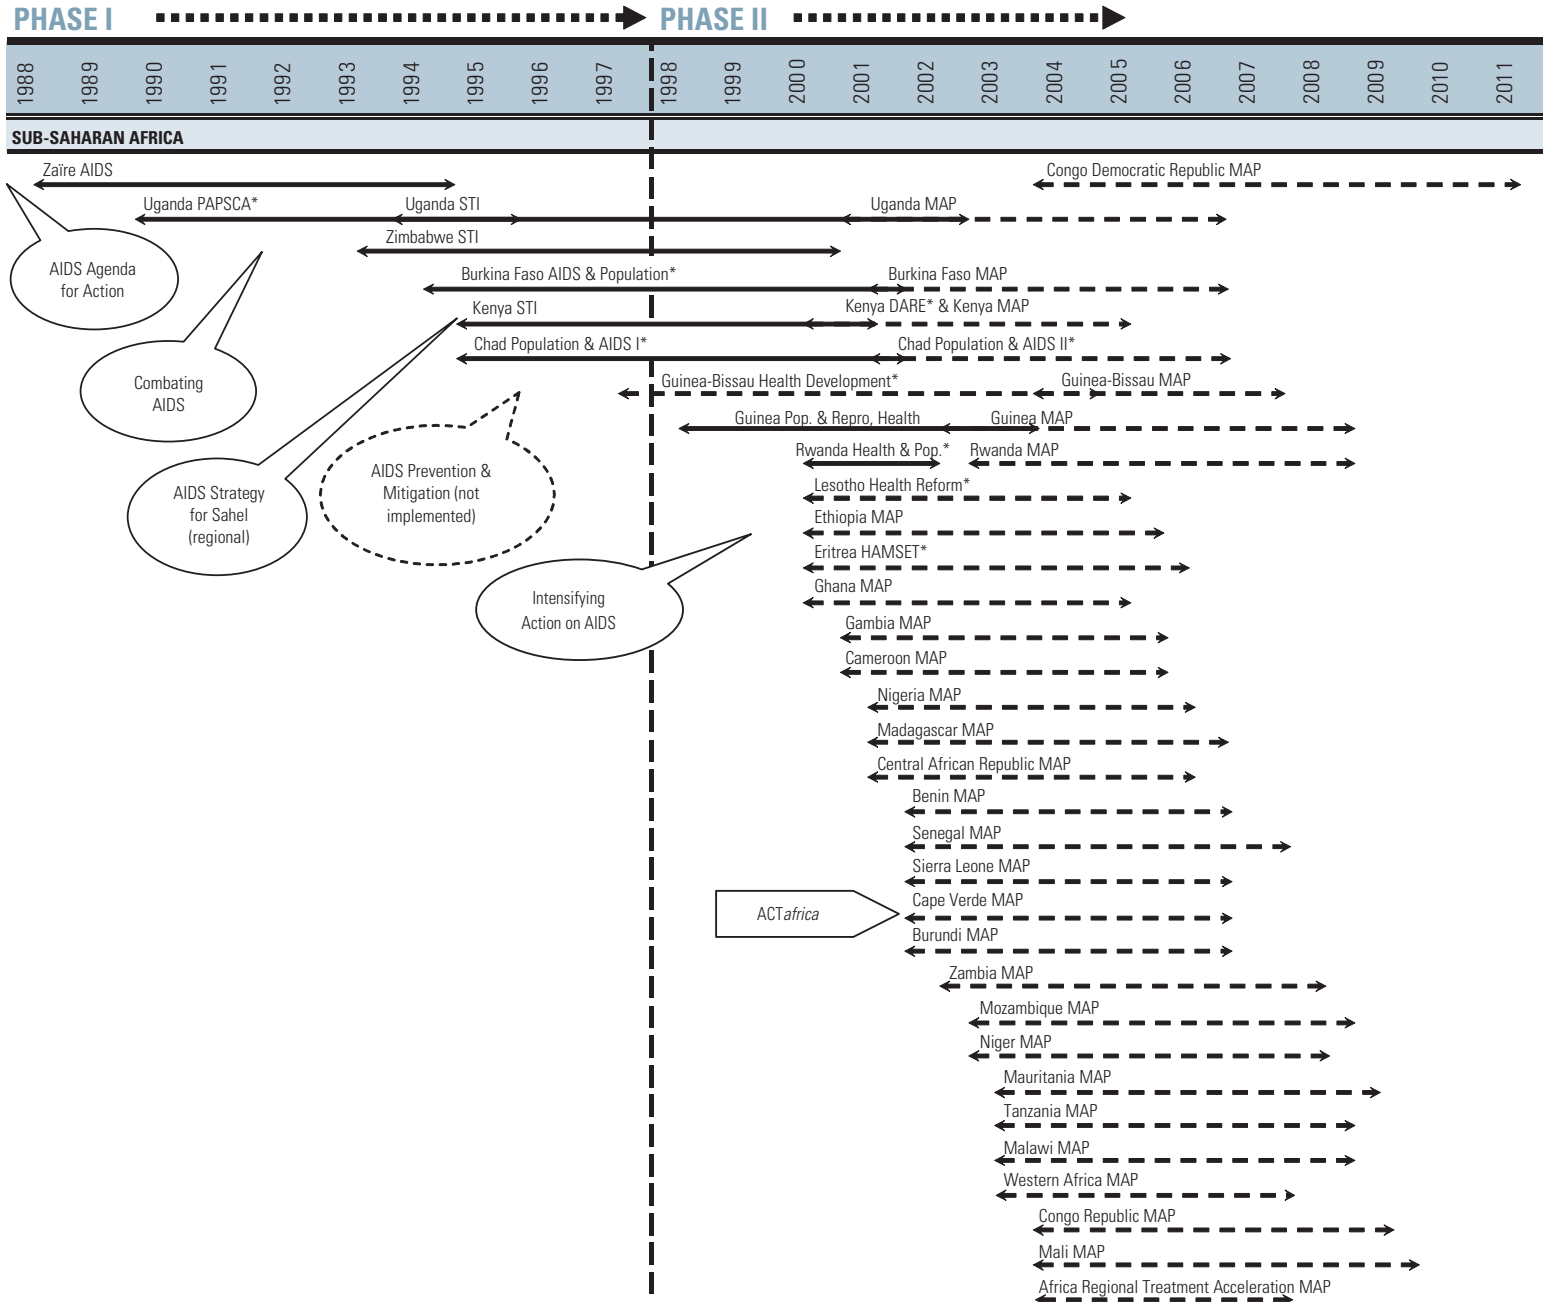 PHASE I
PHASE II
1988 1989 1990 1991 1992 1993 1994 1995 1996 1997 1998 1999 2000 2001 2002 2003 2004 2005 2006 2007 2008 2009 2010 2011
SUB-SAHARAN AFRICA
Zaïre AIDS
Congo Democratic Republic MAP
Uganda PAPSCA*
Uganda STI
Uganda MAP
Zimbabwe STI
AIDS Agenda
for Action
Burkina Faso AIDS & Population*
Burkina Faso MAP
Kenya STI
Kenya DARE* & Kenya MAP
Chad Population & AIDS I*
Chad Population & AIDS II*
Combating
AIDS
Guinea-Bissau Health Development*
Guinea-Bissau MAP
Guinea Pop. & Repro, Health
Guinea MAP
Rwanda Health & Pop.*
Rwanda MAP
AIDS Prevention &
Mitigation (not
implemented)
AIDS Strategy
for Sahel
(regional)
Lesotho Health Reform*
Ethiopia MAP
Eritrea HAMSET*
Ghana MAP
Intensifying
Action on AIDS
Gambia MAP
Cameroon MAP
Nigeria MAP
Madagascar MAP
Central African Republic MAP
Benin MAP
Senegal MAP
Sierra Leone MAP
Cape Verde MAP
ACTafrica
Burundi MAP
Zambia MAP
Mozambique MAP
Niger MAP
Mauritania MAP
Tanzania MAP
Malawi MAP
Western Africa MAP
Congo Republic MAP
Mali MAP
Africa Regional Treatment Acceleration MAP